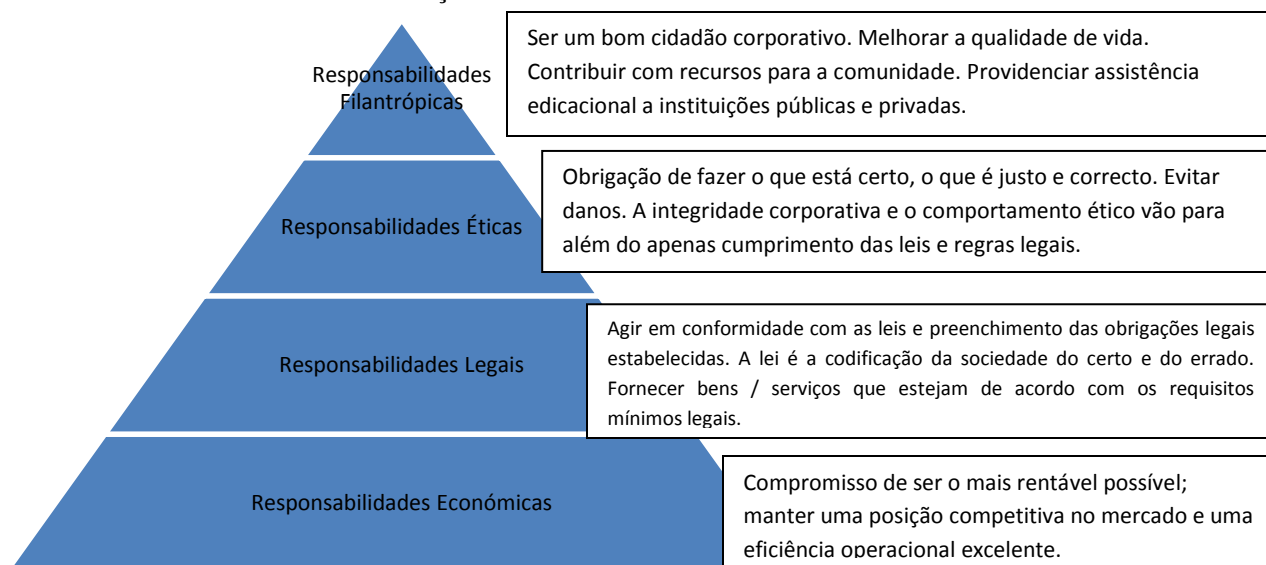 Responsabilidades
Filantrópicas
Ser um bom cidadão corporativo. Melhorar a qualidade de vida.
Contribuir com recursos para a comunidade. Providenciar assistência
edicacional a instituições públicas e privadas.
Responsabilidades Éticas
Obrigação de fazer o que está certo, o que é justo e correcto. Evitar
danos. A integridade corporativa e o comportamento ético vão para
além do apenas cumprimento das leis e regras legais.
Responsabilidades Legais
Agir em conformidade com as leis e preenchimento das obrigações legais
estabelecidas. A lei é a codificação da sociedade do certo e do errado.
Fornecer bens / serviços que estejam de acordo com os requisitos
mínimos legais.
Responsabilidades Económicas
Compromisso de ser o mais rentável possível;
manter uma posição competitiva no mercado e uma
eficiência operacional excelente.